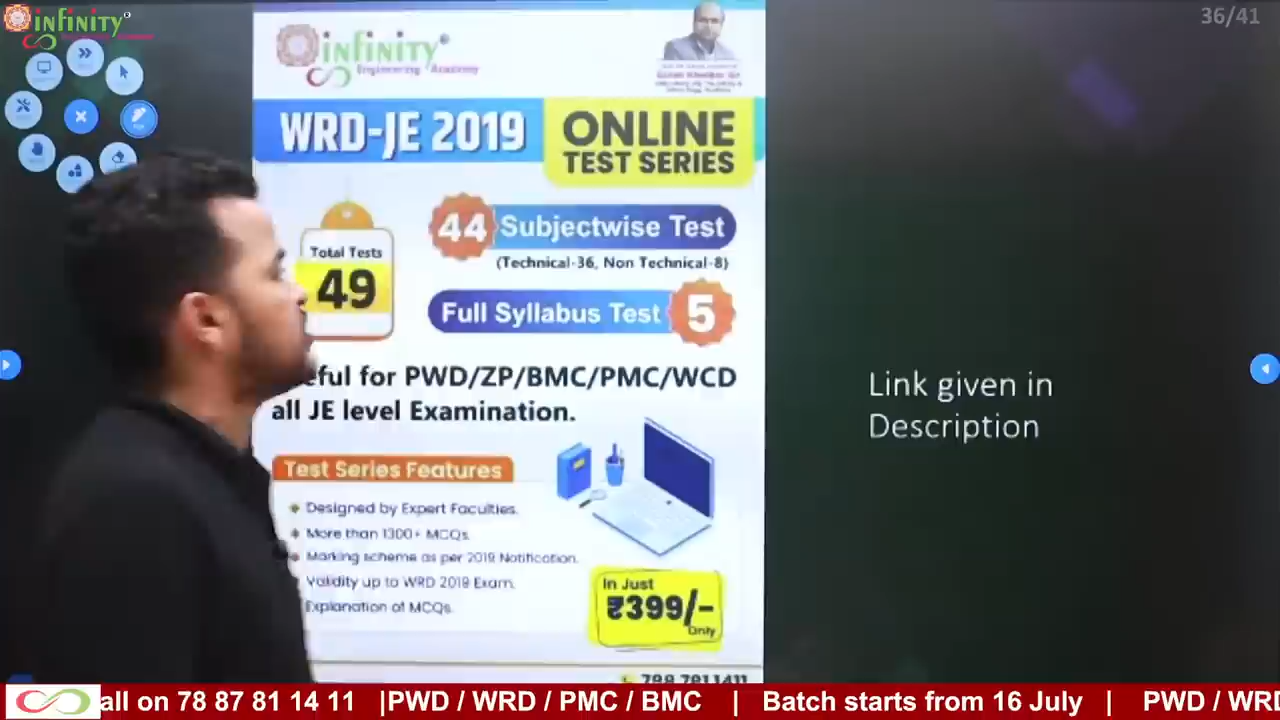 infinity®
36/41
infinity®
Engineering Academy
WRD-JE 2019
ONLINE
TEST SERIES
Total Tests
49
44 Subjectwise Test
(Technical-36, Non Technical-8)
Full Syllabus Test 5
for PWD/ZP/BMC/PMC/WCD
all JE level Examination.
Link given in
Description
Test Series Features
Designed by Expert Faculties.
More than 1300+ MCQs.
Marking scheme as per 2019 Notification.
Validity up to WRD 2019 Exam.
Explanation of MCQs.
In Just
₹399/-
Only
788 7811411
all on 78 87 81 14 11 |PWD / WRD / PMC / BMC | Batch starts from 16 July | PWD / WRD